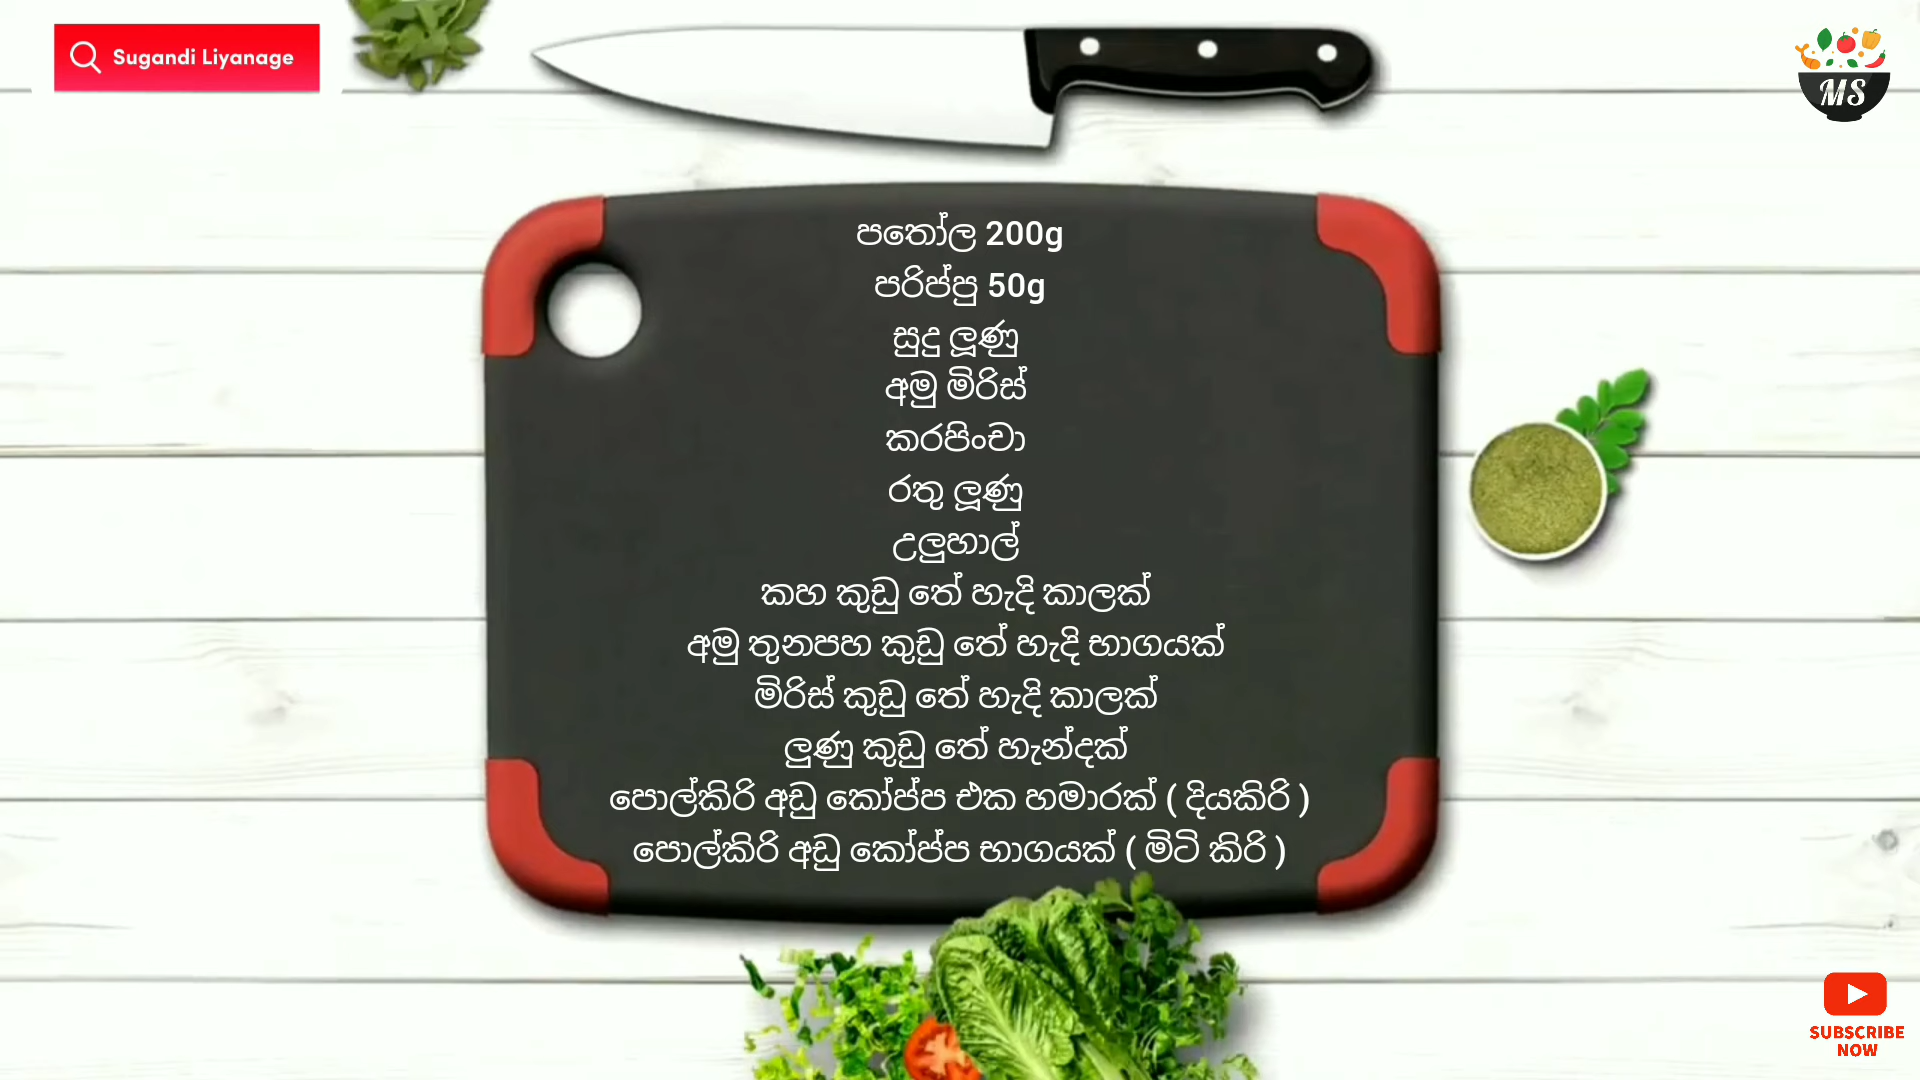 Sugandi Liyanage
MS
පතෝල 200g
පරිප්පු 50g
සුදු ලූණු
අමු මිරිස්
කරපිංචා
රතු ලූණු
උලුහාල්
කහ කුඩු තේ හැදි කාලක්
අමු තුනපහ කුඩු තේ හැදි භාගයක්
මිරිස් කුඩු තේ හැදි කාලක්
ලුණු කුඩු තේ හැන්දක්
පොල්කිරි අඩු කෝප්ප එක හමාරක් ( දියකිරි )
පොල්කිරි අඩු කෝප්ප භාගයක් ( මිටි කිරි )
SUBSCRIBE
NOW